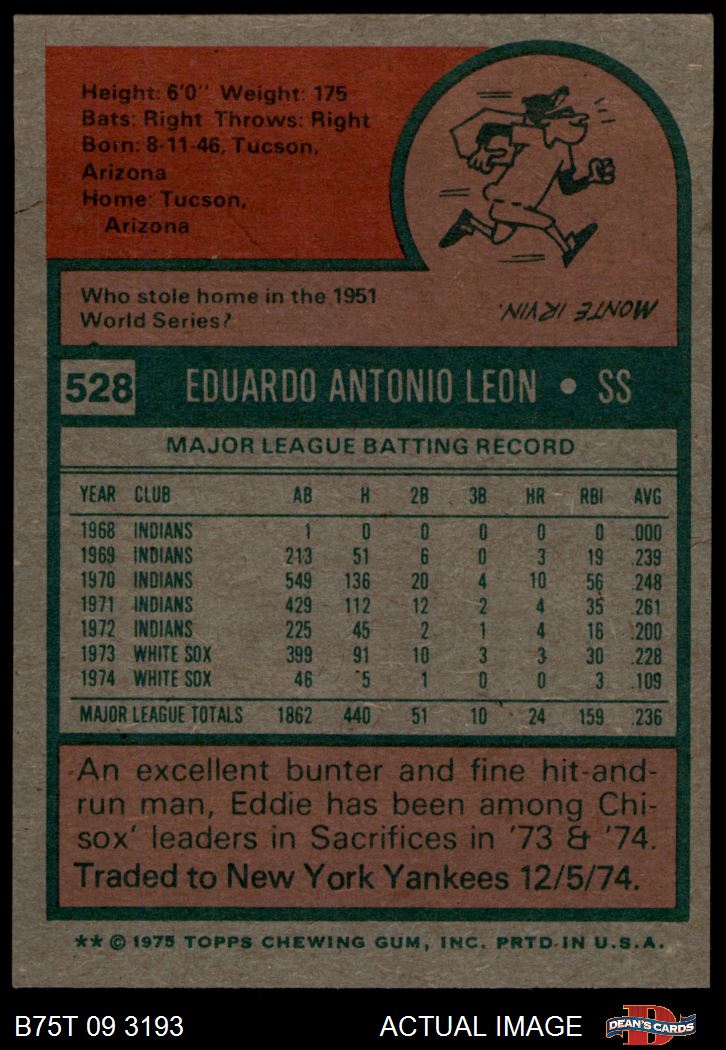 Height: 6'0" Weight: 175
Bats: Right Throws: Right
Born: 8-11-46, Tucson,
Arizona
Home: Tucson,
Arizona
Who stole home in the 1951
World Series?
MONTE IRVIN.
528 EDUARDO ANTONIO LEON • SS
MAJOR LEAGUE BATTING RECORD
YEAR CLUB AB H 2B 3B HR RBI AVG
1968 INDIANS 1 0 0 0 0 0 .000
1969 INDIANS 213 51 6 0 3 19 .239
1970 INDIANS 549 136 20 4 10 56 .248
1971 INDIANS 429 112 12 2 4 35 .261
1972 INDIANS 225 45 2 1 4 16 .200
1973 WHITE SOX 399 91 10 3 3 30 .228
1974 WHITE SOX 46 5 1 0 0 3 .109
MAJOR LEAGUE TOTALS 1862 440 51 10 24 159 .236
An excellent bunter and fine hit-and-
run man, Eddie has been among Chi-
sox' leaders in Sacrifices in '73 & '74.
Traded to New York Yankees 12/5/74.
** © 1975 TOPPS CHEWING GUM, INC. PRTD. IN U.S.A.
B75T 09 3193 ACTUAL IMAGE DEAN'S CARDS